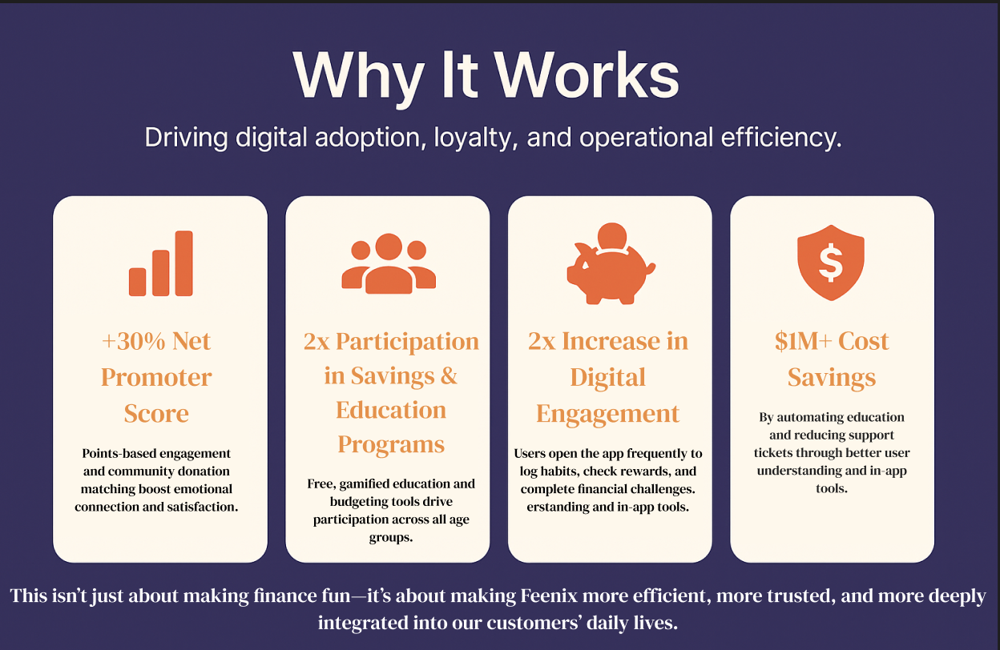 Why It Works
Driving digital adoption, loyalty, and operational efficiency.
$
+30% Net
Promoter
Score
Points-based engagement
and community donation
matching boost emotional
connection and satisfaction.
2x Participation
in Savings &
Education
Programs
Free, gamified education and
budgeting tools drive
participation across all age
groups.
2x Increase in
Digital
Engagement
Users open the app frequently to
log habits, check rewards, and
complete financial challenges.
erstanding and in-app tools.
$1M+ Cost
Savings
By automating education
and reducing support
tickets through better user
understanding and in-app
tools.
This isn’t just about making finance fun—it’s about making Feenix more efficient, more trusted, and more deeply
integrated into our customers’ daily lives.